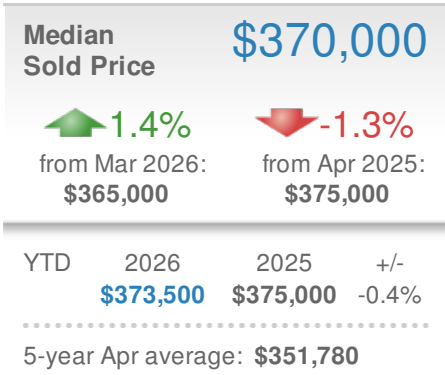 Median $370,000
Sold Price
1.4% -1.3%
from Mar 2026: from Apr 2025:
$365,000 $375,000
YTD 2026 2025 +/-
$373,500 $375,000 -0.4%
5-year Apr average: $351,780